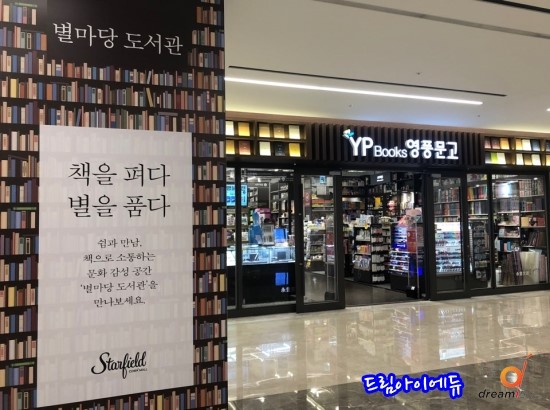 별마당 도서관
책을 펴다
별을 품다
쉼과 만남,
책으로 소통하는
문화 감성 공간
'별마당 도서관'을
만나보세요.
Starfield
YP Books 영풍문고
드림아이에듀
dream